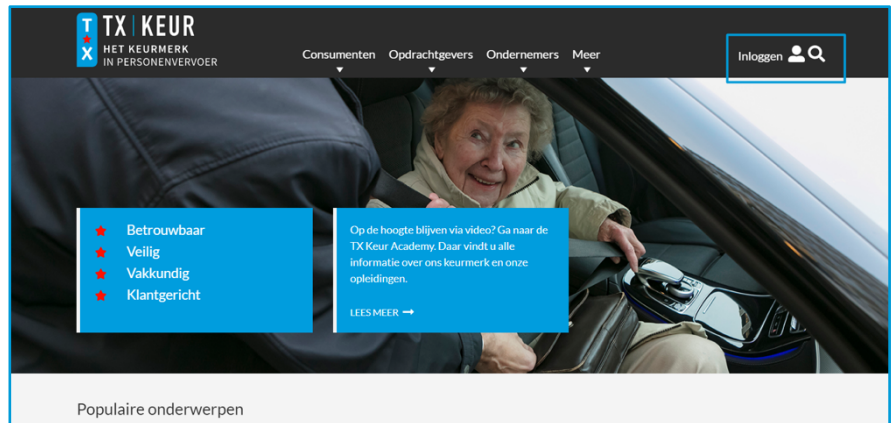 TX | KEUR
T
X
HET KEURMERK
IN PERSONENVERVOER
Consumenten Opdrachtgevers Ondernemers Meer
Inloggen
Betrouwbaar
Veilig
Vakkundig
Klantgericht
Op de hoogte blijven via video? Ga naar de
TX Keur Academy. Daar vindt u alle
informatie over ons keurmerk en onze
opleidingen.
LEES MEER
Populaire onderwerpen